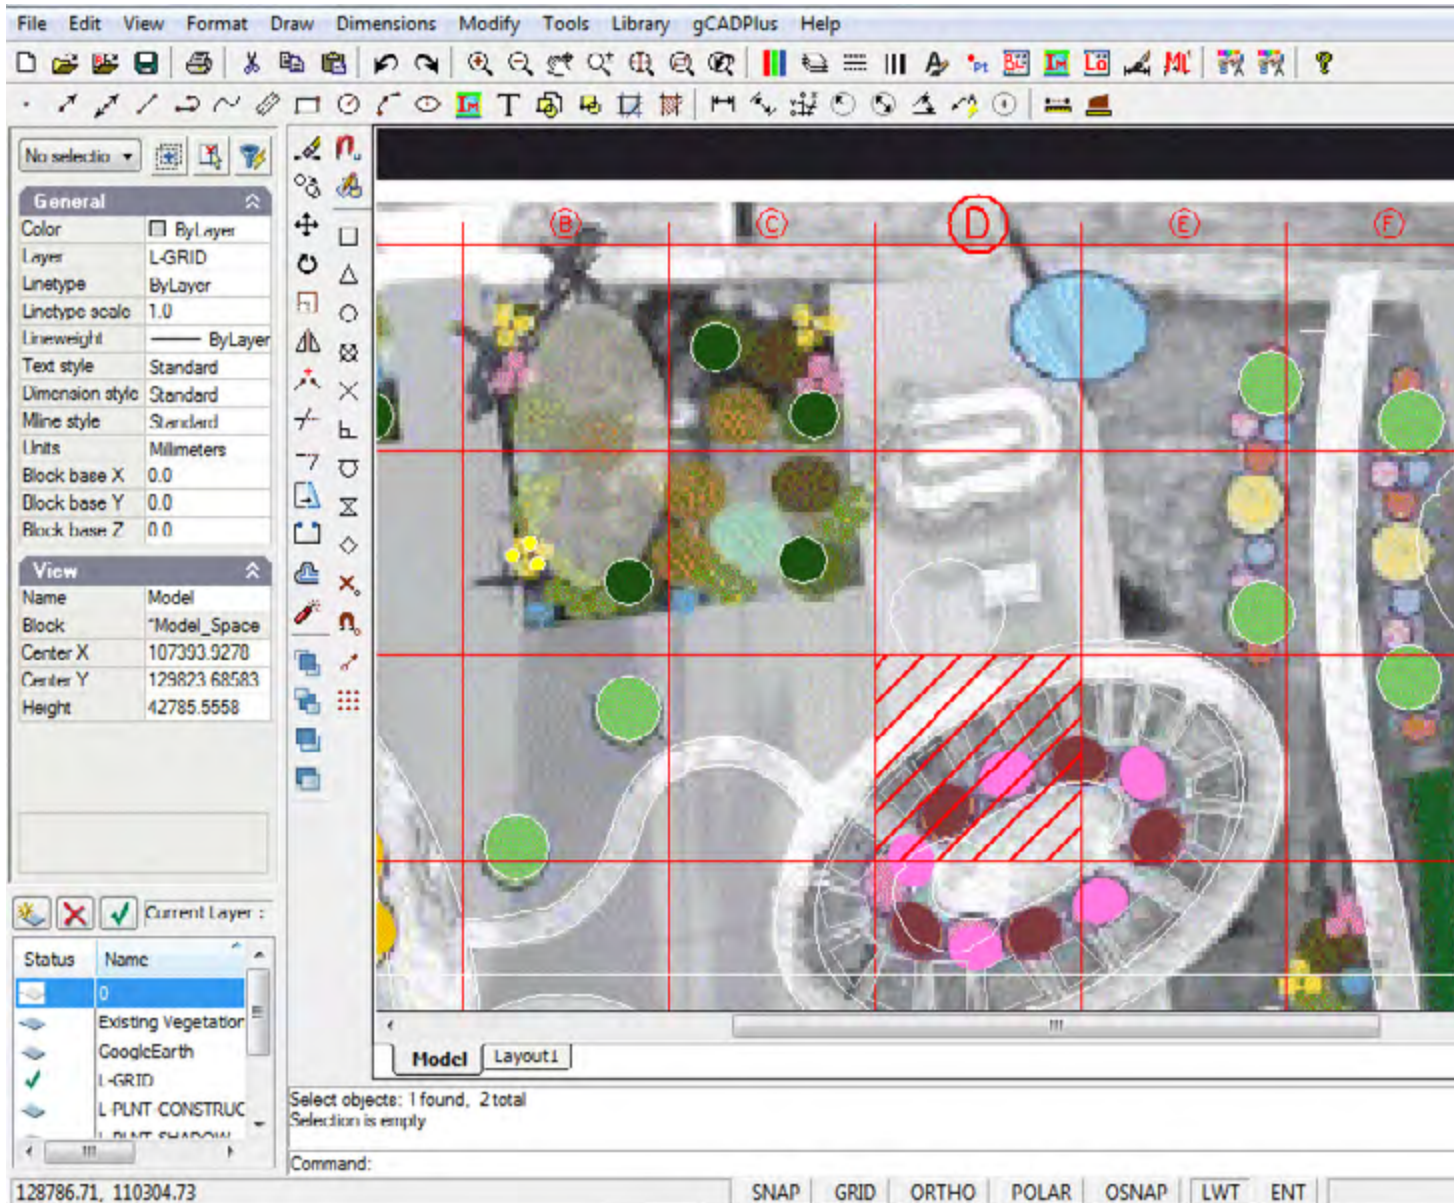 File Edit View Format Draw Dimensions Modify Tools Library gCADPlus Help
No selectio
General
Color ByLayer
Layer L-GRID
Linetype ByLayer
Linetype scale 1.0
Lineweight ByLayer
Text style Standard
Dimension style Standard
Mline style Standard
Units Millimeters
Block base X 0.0
Block base Y 0.0
Block base Z 0.0
View
Name Model
Block *Model_Space
Center X 107393.9278
Center Y 129823.68583
Height 42785.5558
Current Layer :
Status Name
0
Existing Vegetation
GoogleEarth
L-GRID
L-PLNT-CONSTRUC
L-PLNT-SHADOW
B C D E F
Model Layout1
Select objects: 1 found, 2 total
Selection is empty
Command:
128786.71, 110304.73 SNAP GRID ORTHO POLAR OSNAP LWT ENT